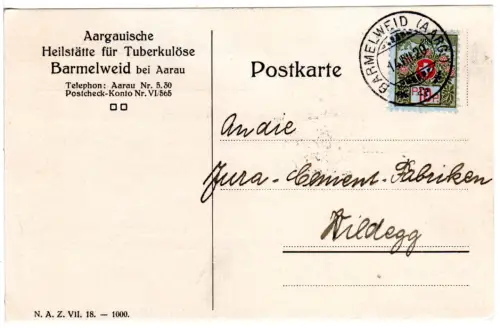 Aargauische
Heilstätte für Tuberkulöse
Barmelweid bei Aarau
Telephon: Aarau Nr. 5.30
Postcheck-Konto Nr. VI/565
Postkarte
BARMELWEID (AARG.)
An die
Jura-Cement-Fabriken
Wildegg
N. A. Z. VII. 18. — 1000.